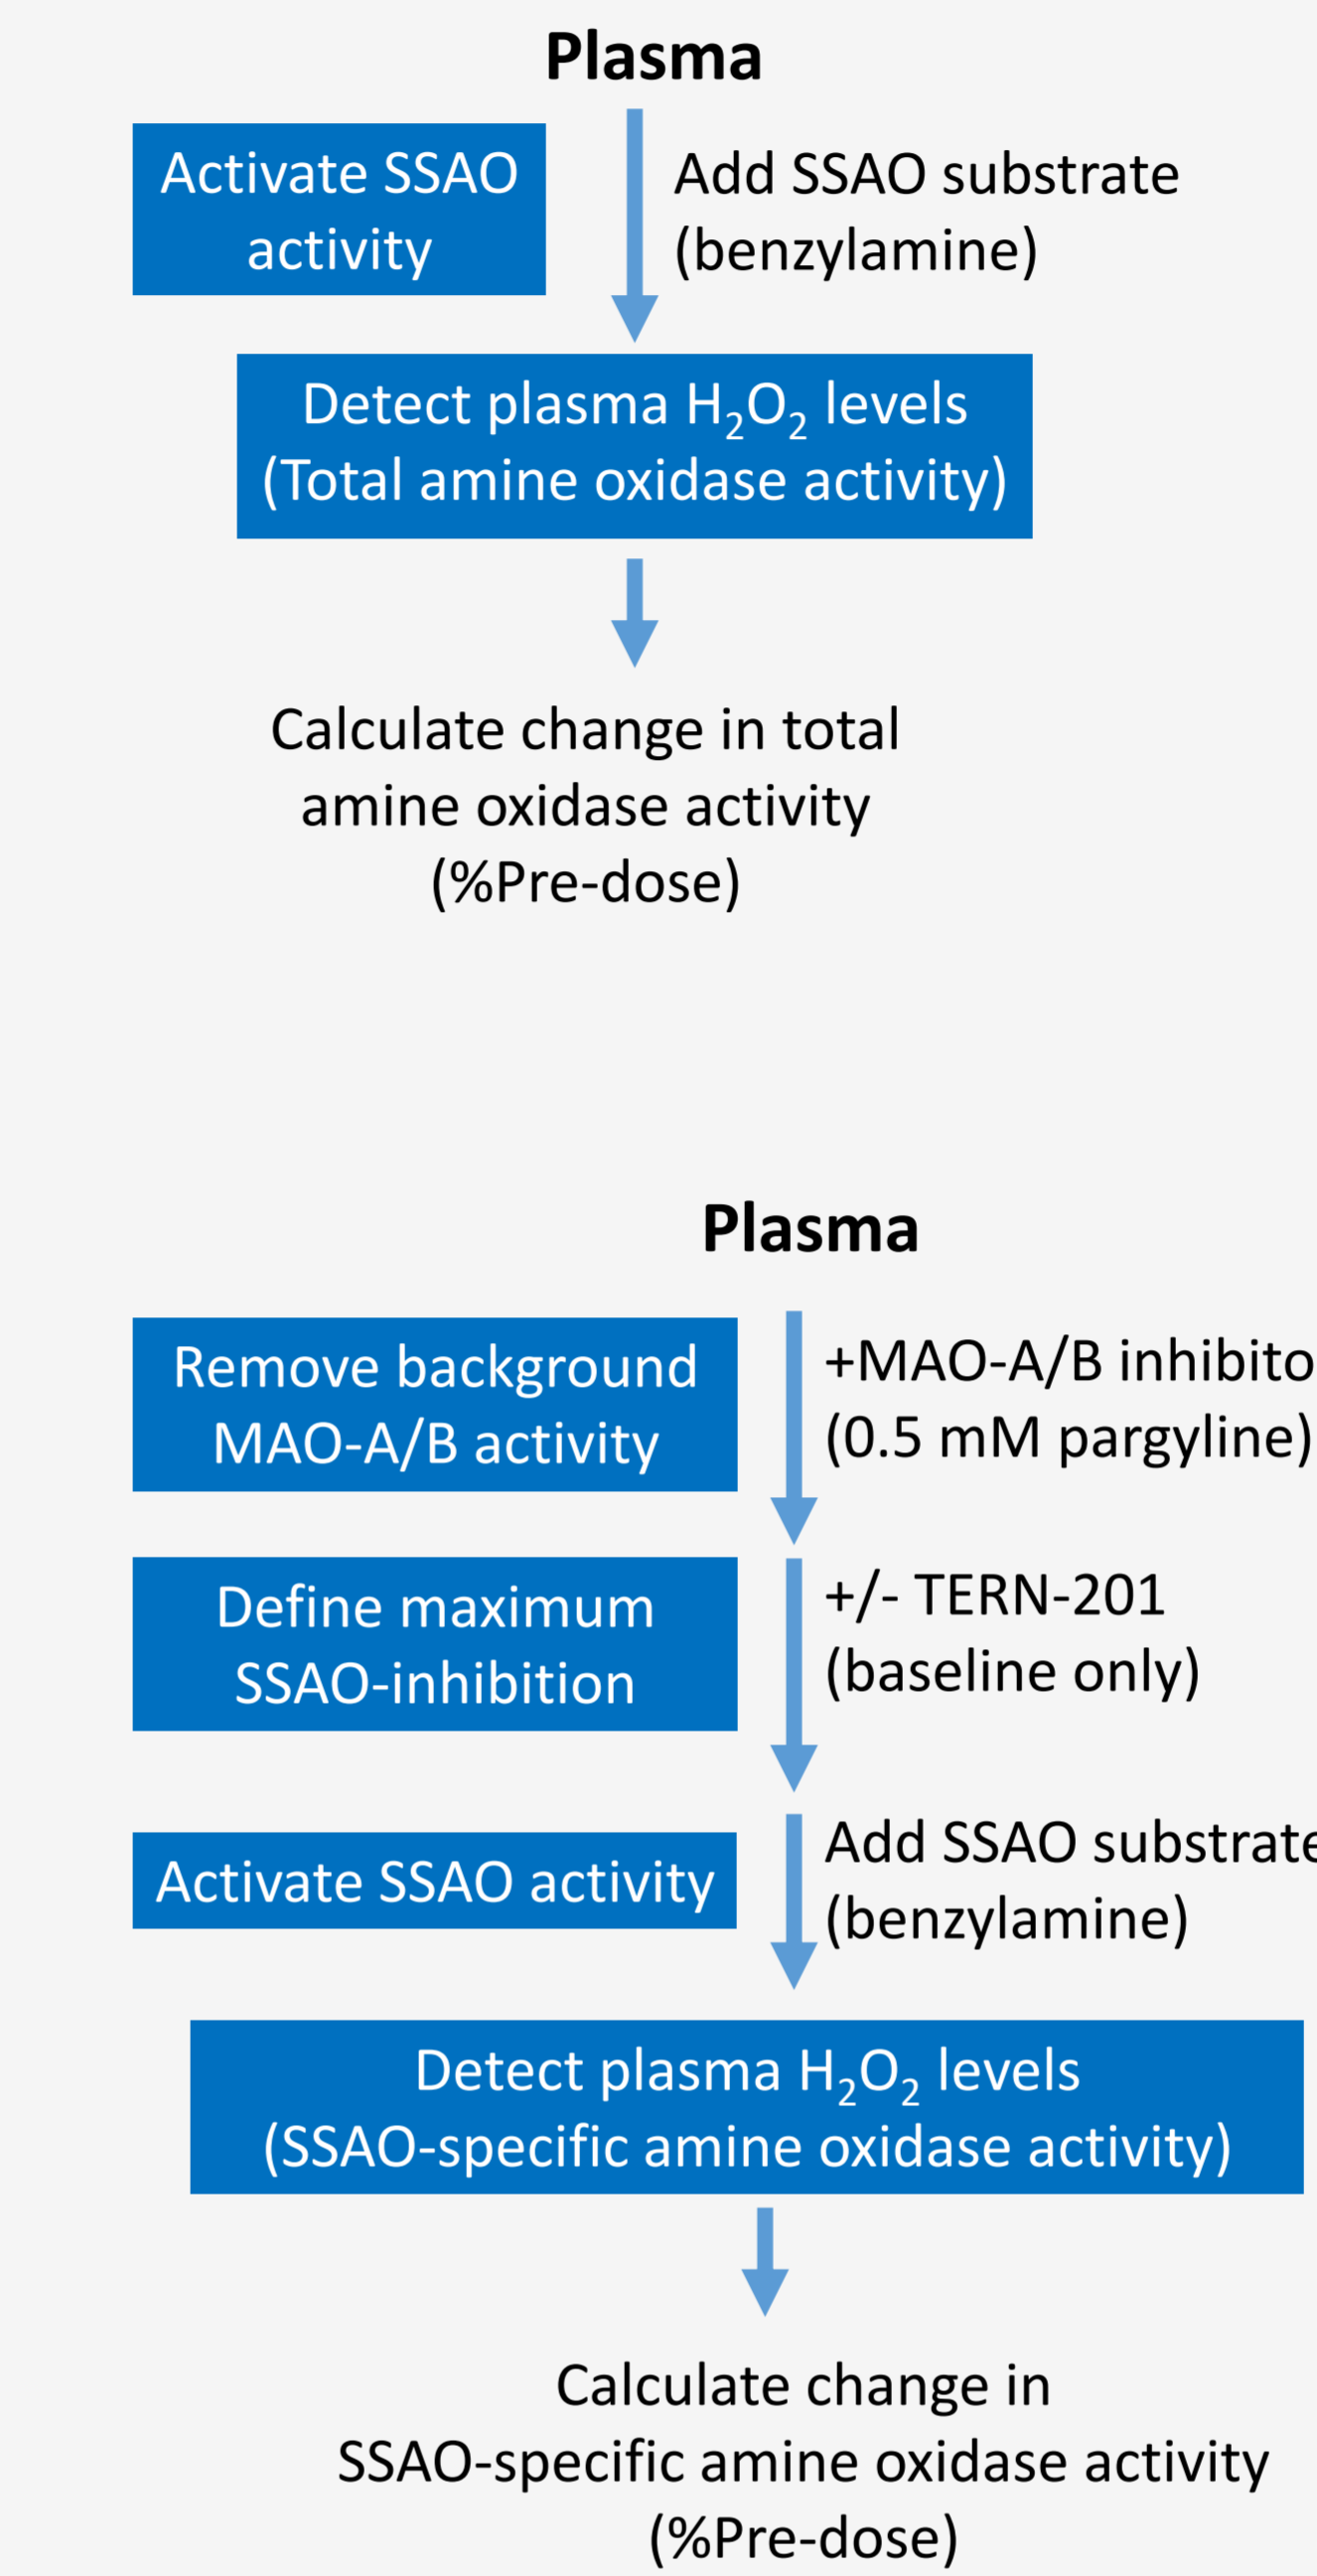 Plasma
Activate SSAO
activity
Add SSAO substrate
(benzylamine)
Detect plasma H₂O₂ levels
(Total amine oxidase activity)
Calculate change in total
amine oxidase activity
(%Pre-dose)
Plasma
Remove background
MAO-A/B activity
+MAO-A/B inhibito
(0.5 mM pargyline)
Define maximum
SSAO-inhibition
+/- TERN-201
(baseline only)
Activate SSAO activity
Add SSAO substrate
(benzylamine)
Detect plasma H₂O₂ levels
(SSAO-specific amine oxidase activity)
Calculate change in
SSAO-specific amine oxidase activity
(%Pre-dose)